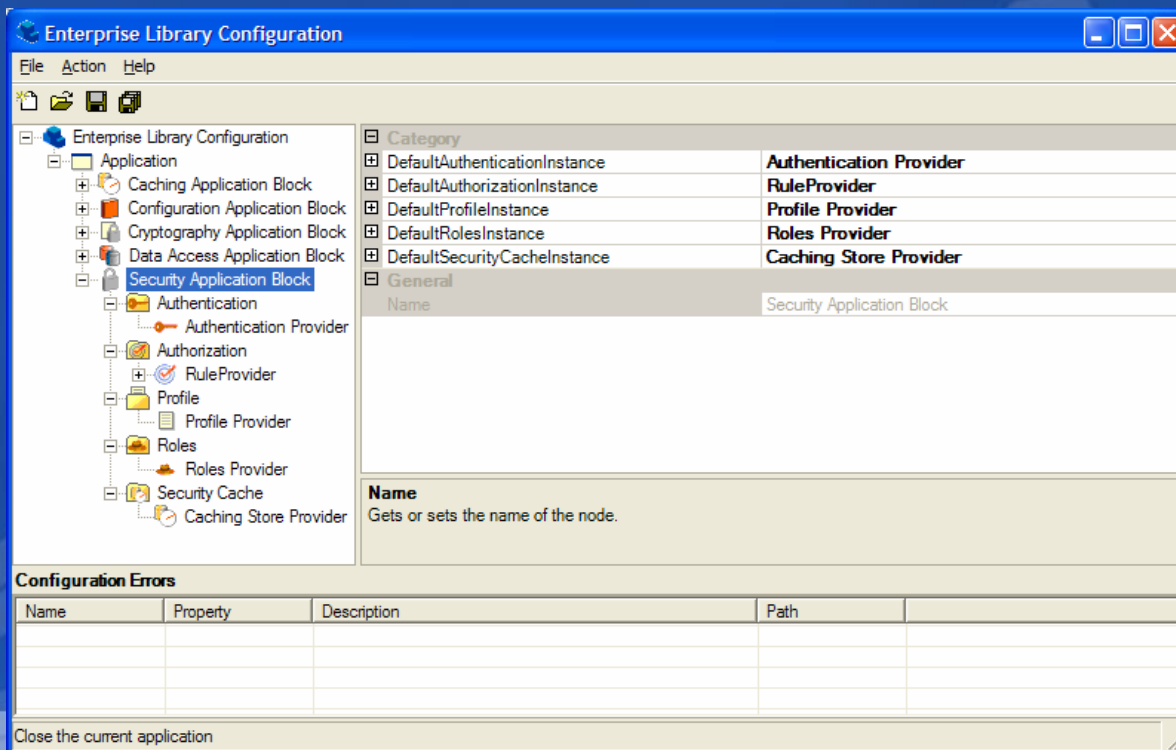 Enterprise Library Configuration
File Action Help
Enterprise Library Configuration
Application
Caching Application Block
Configuration Application Block
Cryptography Application Block
Data Access Application Block
Security Application Block
Authentication
Authentication Provider
Authorization
RuleProvider
Profile
Profile Provider
Roles
Roles Provider
Security Cache
Caching Store Provider
Category
DefaultAuthenticationInstance Authentication Provider
DefaultAuthorizationInstance RuleProvider
DefaultProfileInstance Profile Provider
DefaultRolesInstance Roles Provider
DefaultSecurityCacheInstance Caching Store Provider
General
Name Security Application Block
Name
Gets or sets the name of the node.
Configuration Errors
Name Property Description Path
Close the current application